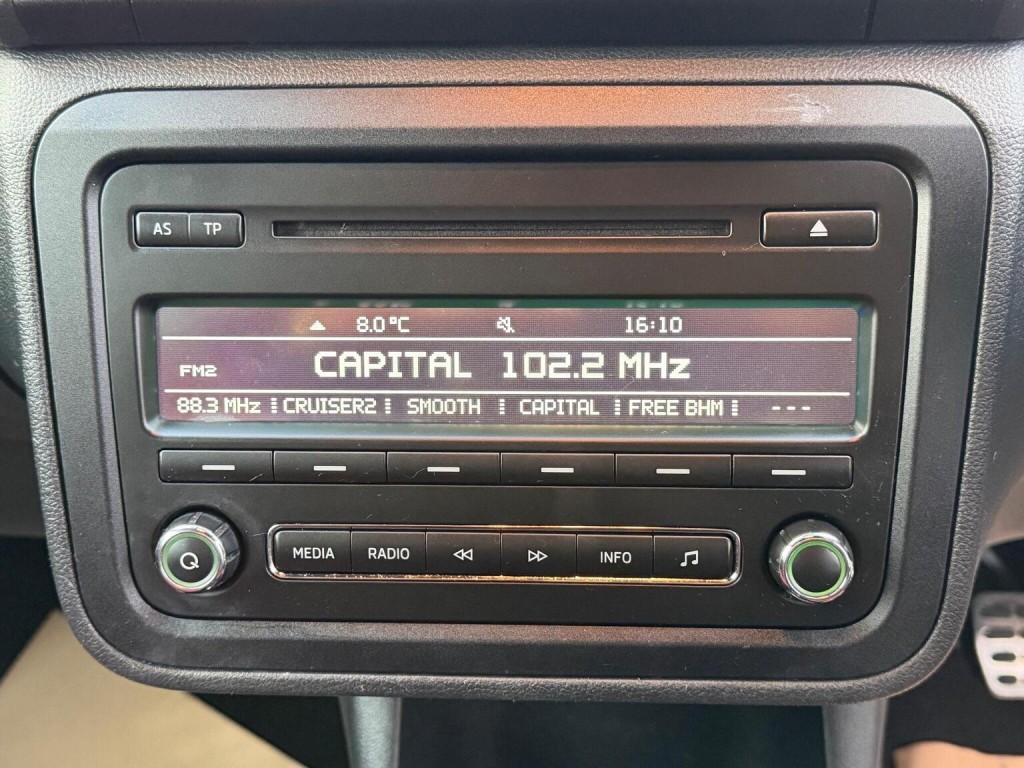 AS TP
8.0°C 16:10
FM2 CAPITAL 102.2 MHz
88.3 MHz CRUISER2 SMOOTH CAPITAL FREE BHM ---
MEDIA RADIO INFO